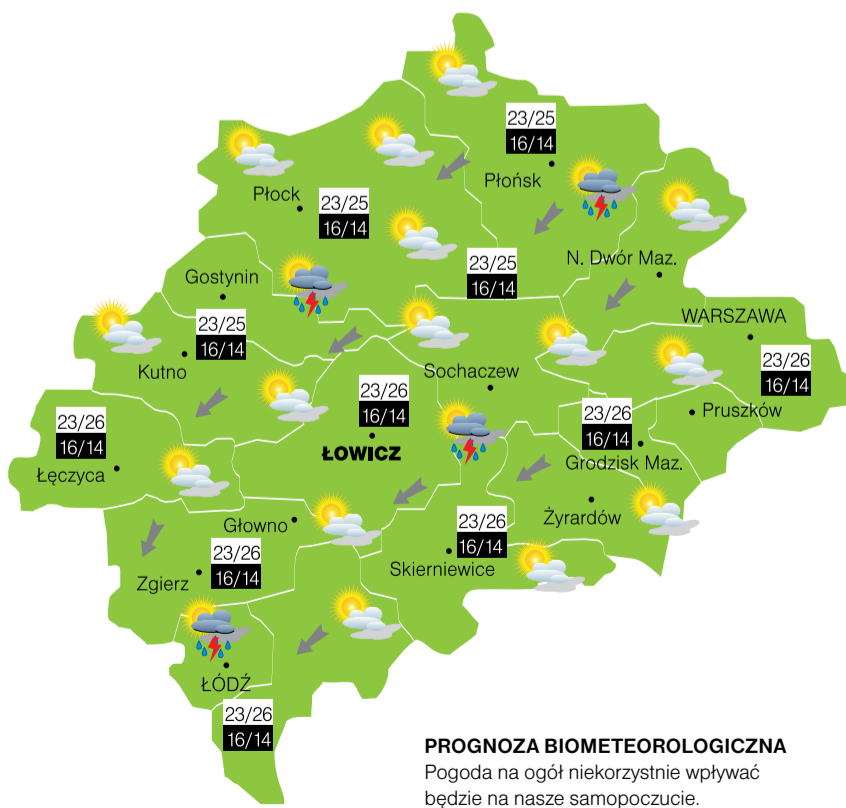 23/25
16/14
Płońsk
Płock
23/25
16/14
N. Dwór Maz.
23/25
16/14
Gostynin
WARSZAWA
23/25
16/14
Kutno
Sochaczew
23/26
16/14
23/26
16/14
Pruszków
23/26
16/14
ŁOWICZ
23/26
16/14
Grodzisk Maz.
Łęczyca
Żyrardów
Głowno
23/26
16/14
Skierniewice
23/26
16/14
Zgierz
ŁÓDŹ
23/26
16/14
PROGNOZA BIOMETEOROLOGICZNA
Pogoda na ogół niekorzystnie wpływać
będzie na nasze samopoczucie.